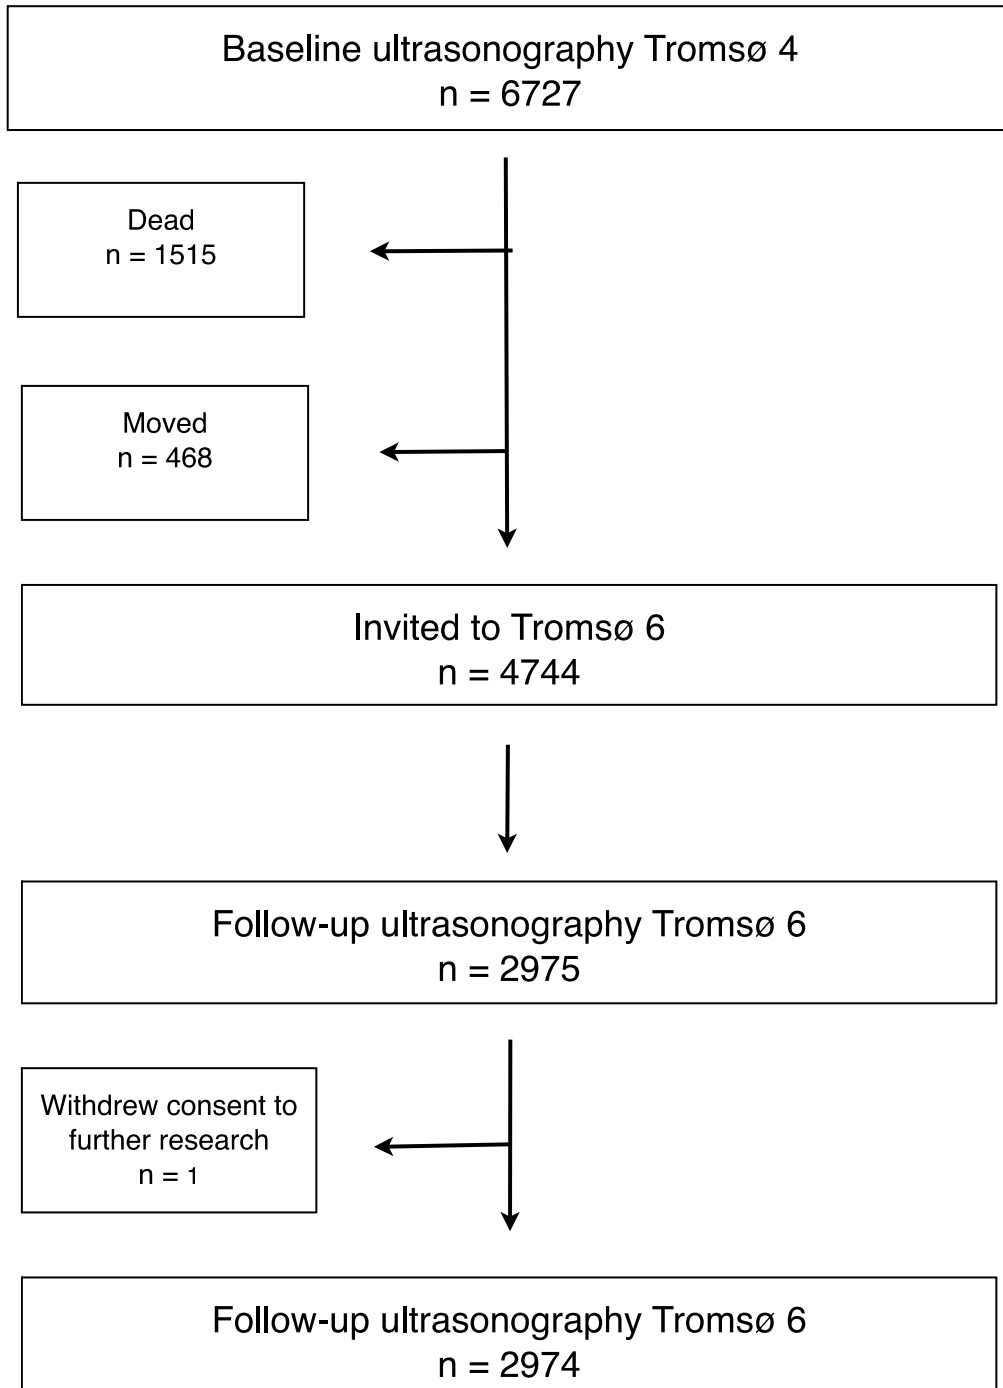 Baseline ultrasonography Tromsø 4
n = 6727
Dead
n = 1515
Moved
n = 468
Invited to Tromsø 6
n = 4744
Follow-up ultrasonography Tromsø 6
n = 2975
Withdrew consent to
further research
n = 1
Follow-up ultrasonography Tromsø 6
n = 2974